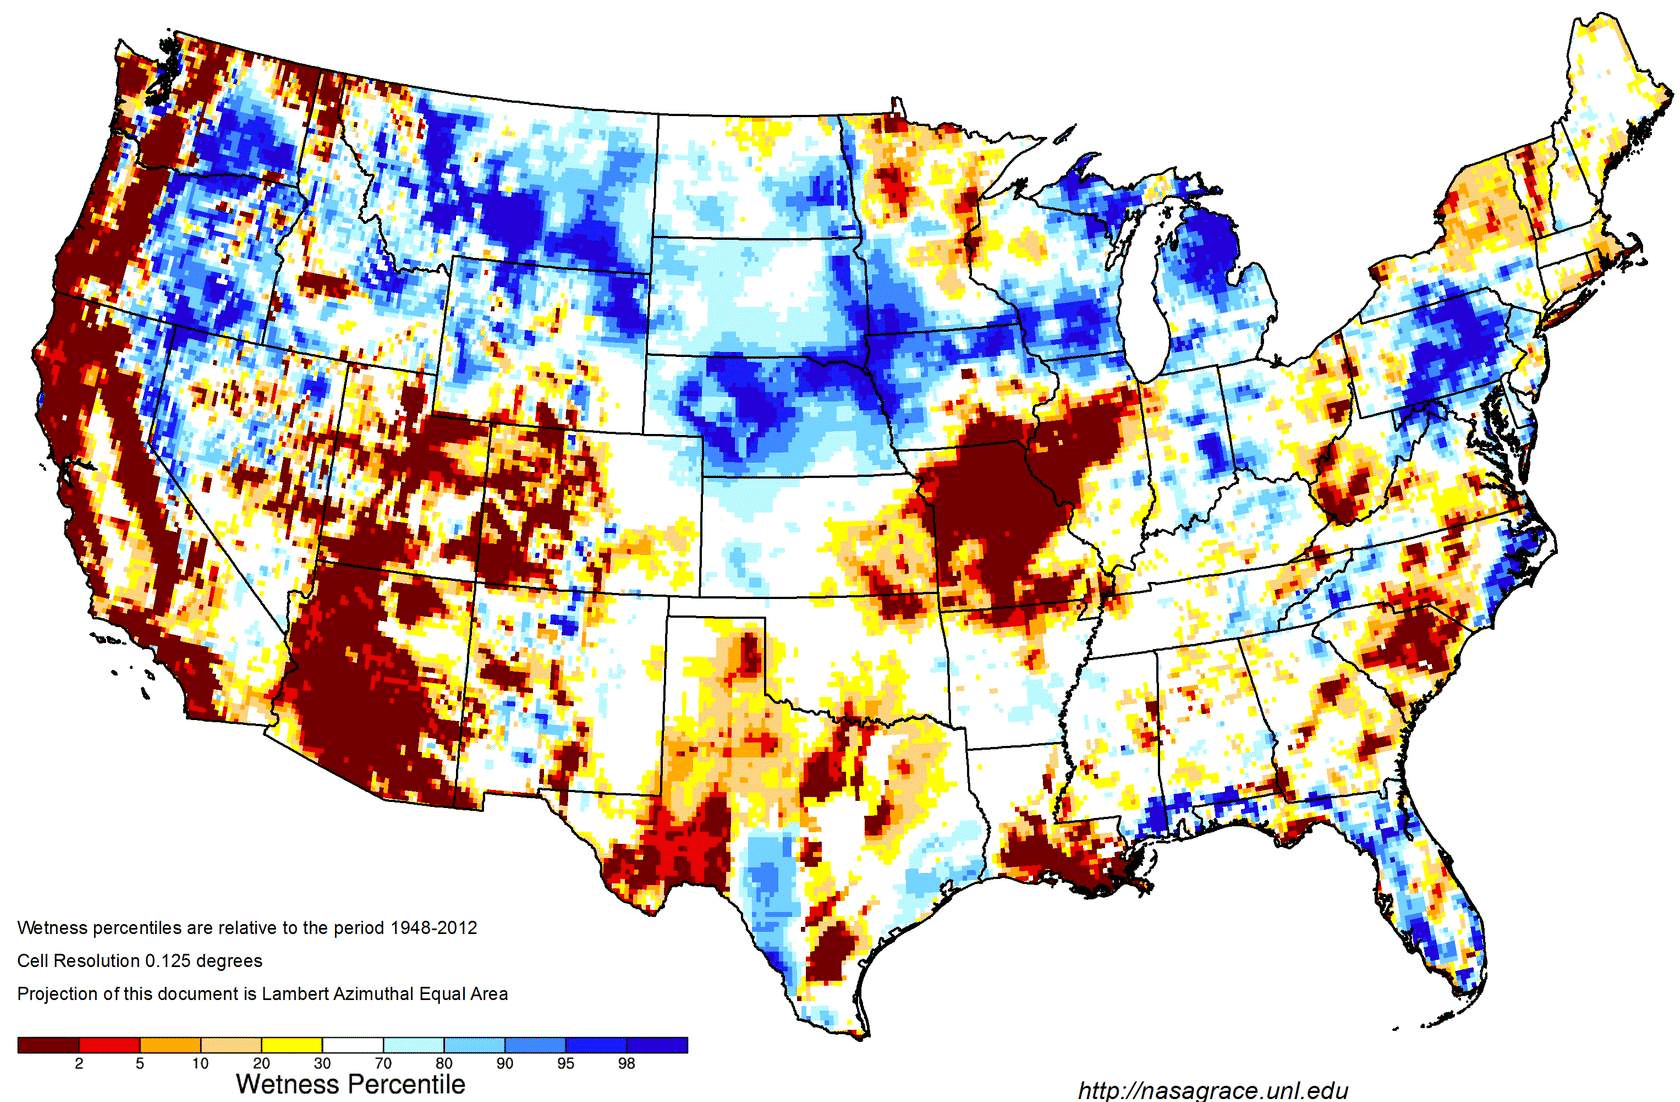 Wetness percentiles are relative to the period 1948-2012
Cell Resolution 0.125 degrees
Projection of this document is Lambert Azimuthal Equal Area
2 5 10 20 30 70 80 90 95 98
Wetness Percentile
http://nasagrace.unl.edu